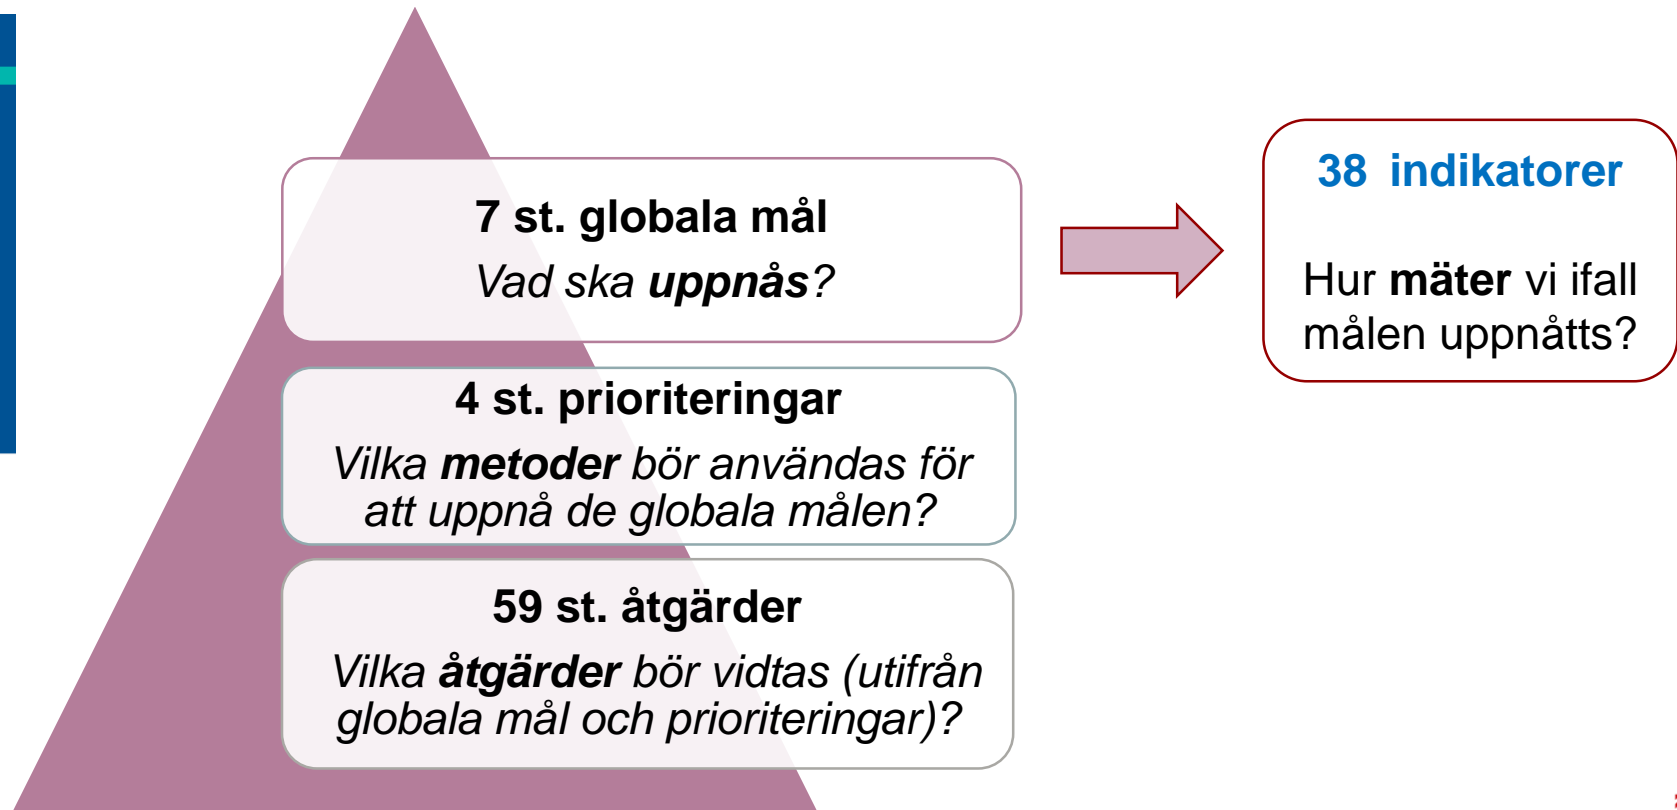 7 st. globala mål
Vad ska uppnås?
4 st. prioriteringar
Vilka metoder bör användas för
att uppnå de globala målen?
59 st. åtgärder
Vilka åtgärder bör vidtas (utifrån
globala mål och prioriteringar)?
38 indikatorer
Hur mäter vi ifall
målen uppnåtts?